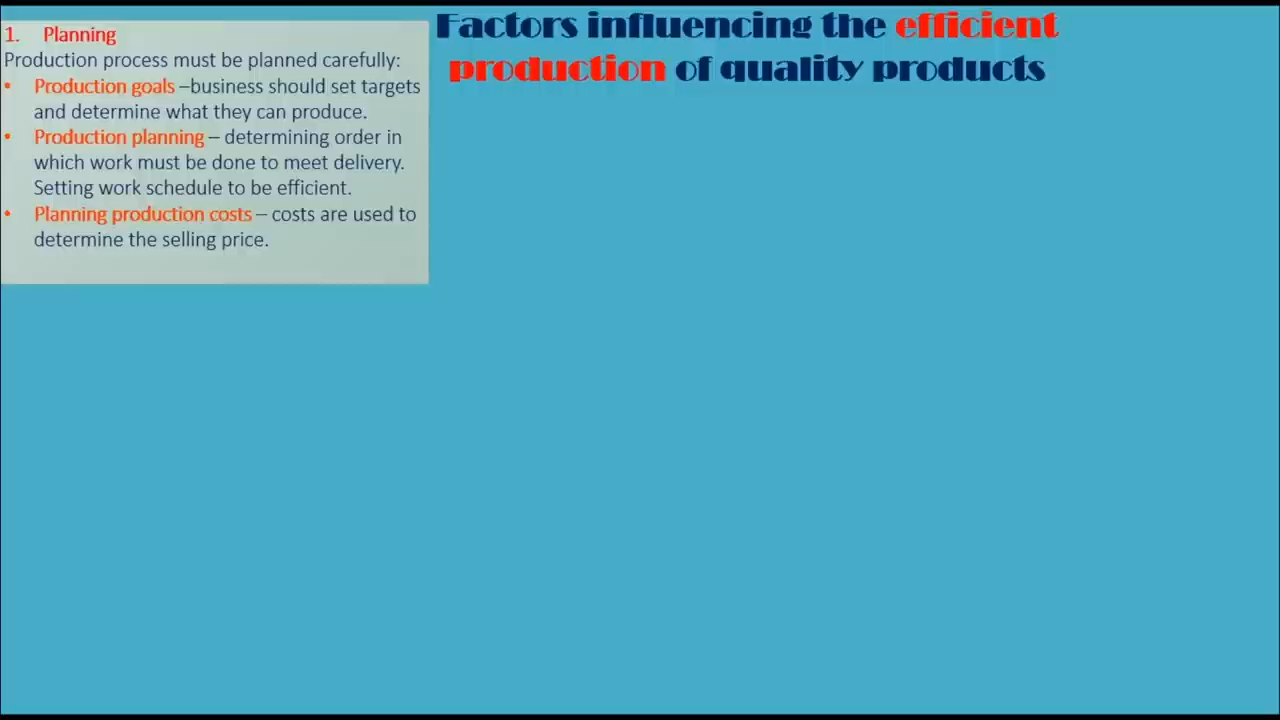 Factors influencing the efficient
production of quality products
1. Planning
Production process must be planned carefully:
• Production goals –business should set targets
and determine what they can produce.
• Production planning – determining order in
which work must be done to meet delivery.
Setting work schedule to be efficient.
• Planning production costs – costs are used to
determine the selling price.